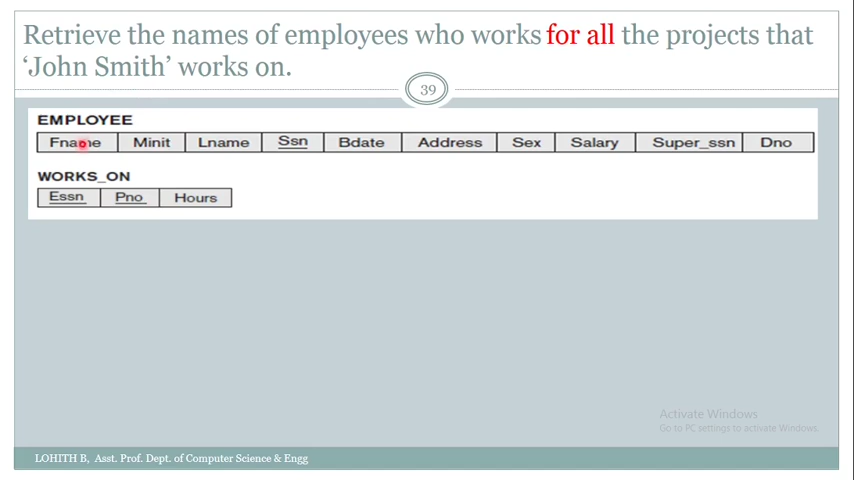 Retrieve the names of employees who works for all the projects that
‘John Smith’ works on.
39
EMPLOYEE
Fname Minit Lname Ssn Bdate Address Sex Salary Super_ssn Dno
WORKS_ON
Essn Pno Hours
Activate Windows
Go to PC settings to activate Windows.
LOHITH B, Asst. Prof. Dept. of Computer Science & Engg